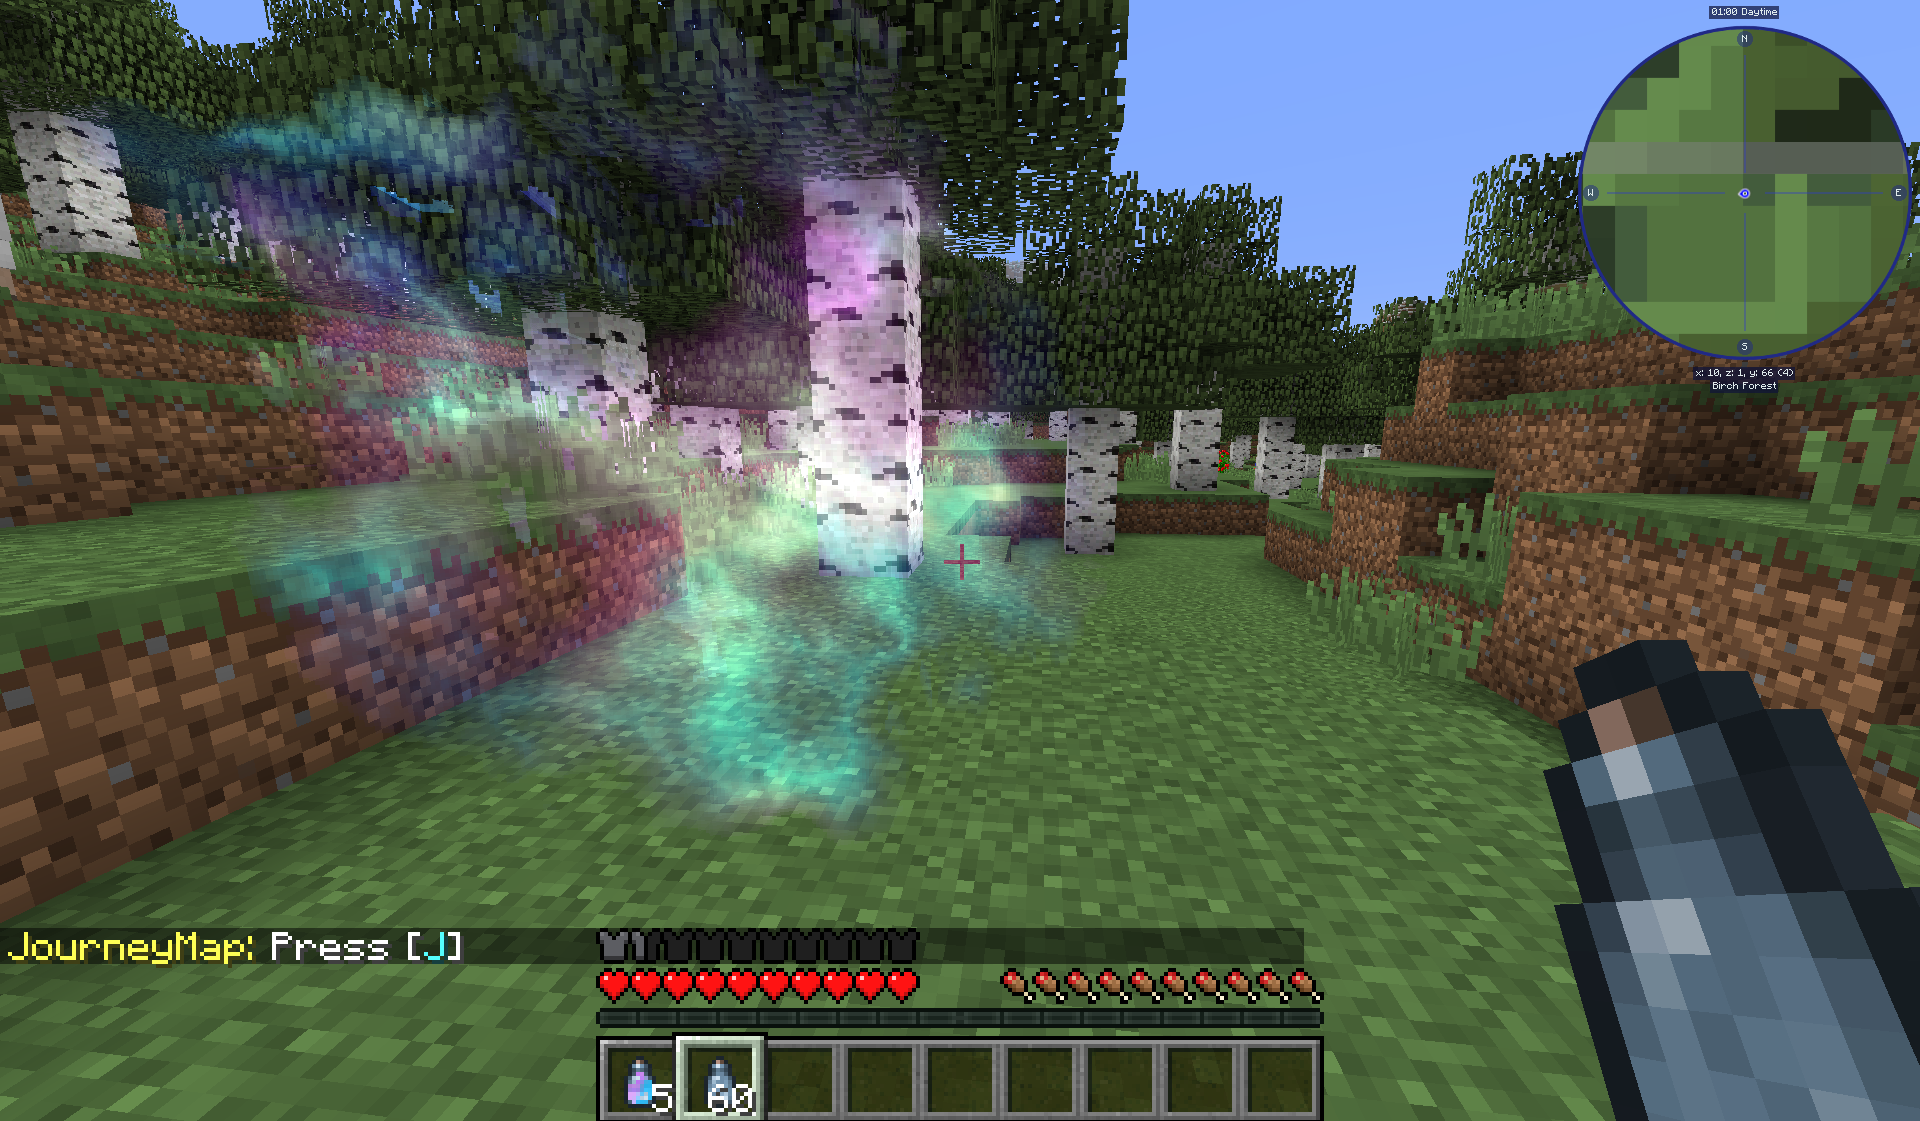 01:00 Daytime
N
W
E
S
x: 10, z: 1, y: 66 (4)
Birch Forest
JourneyMap: Press [J]
5
60